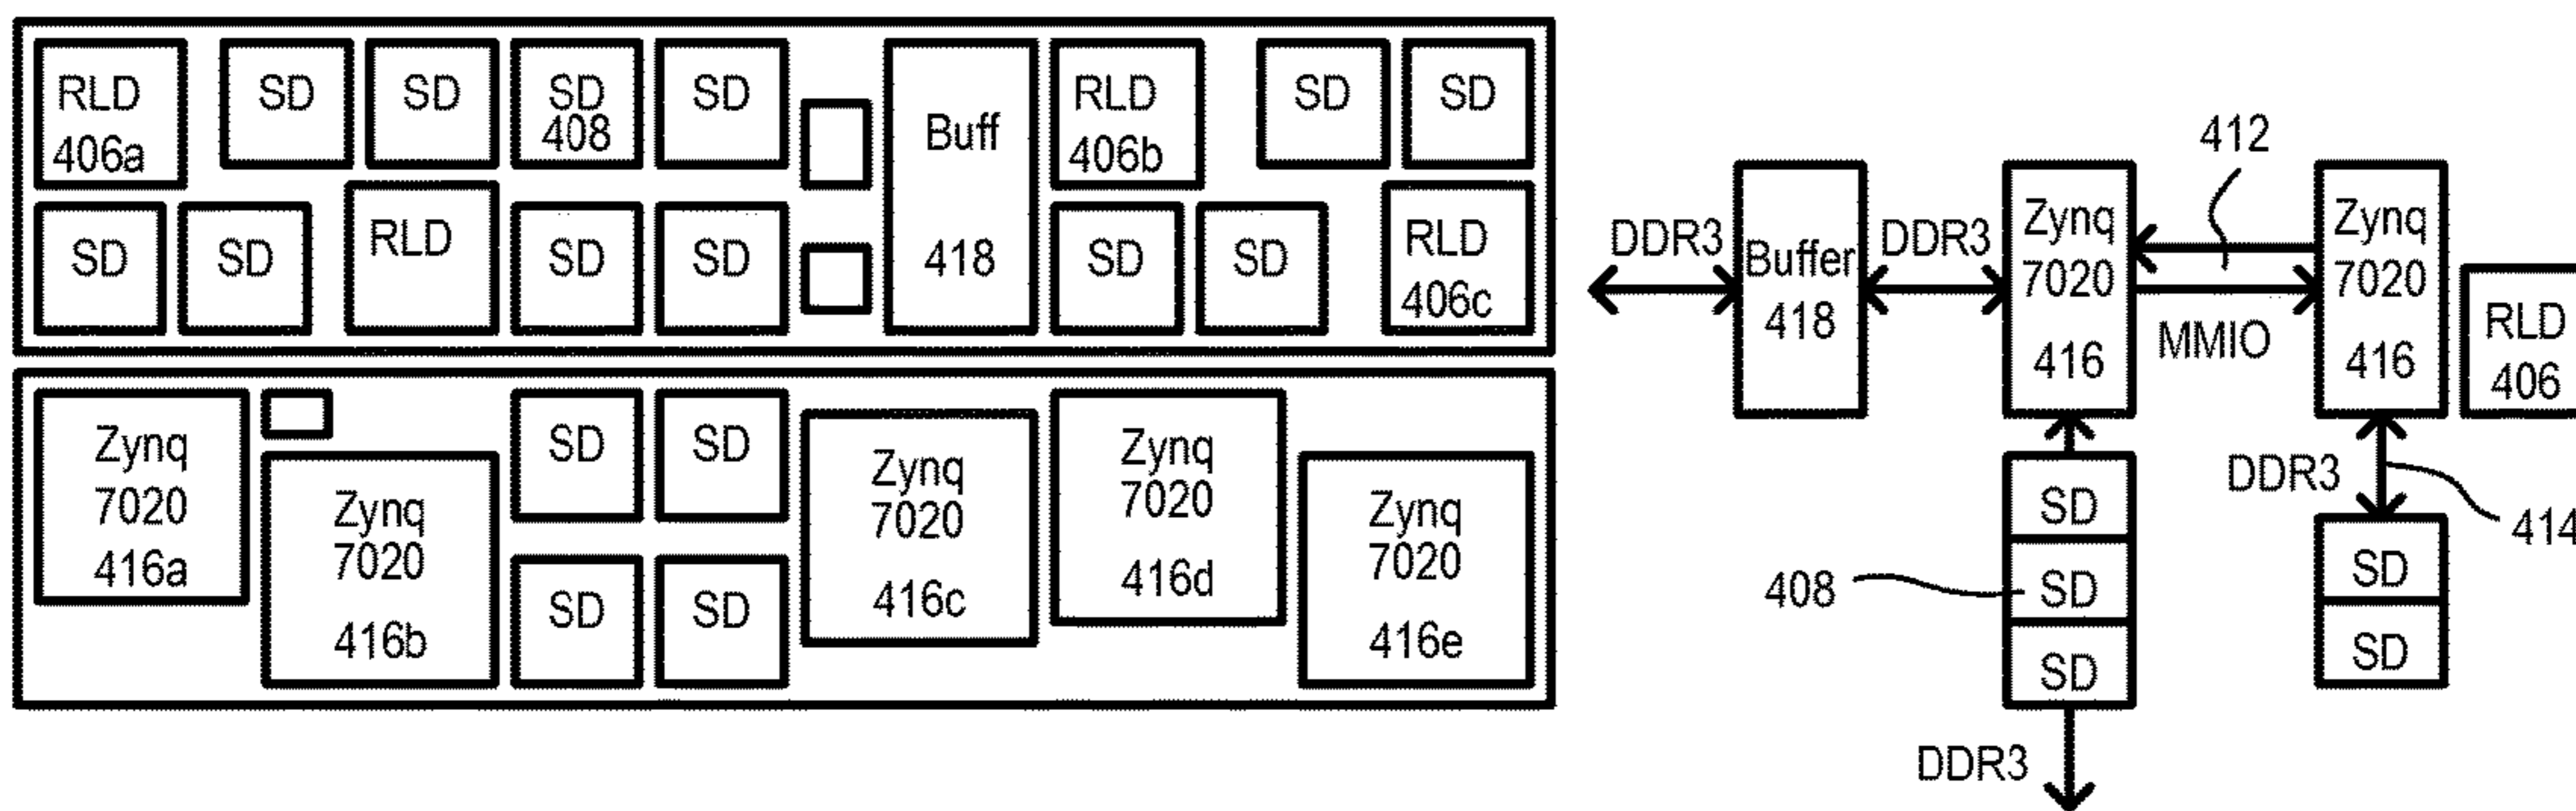 RLD
406a
SD
SD
SD
408
SD
Buff
418
RLD
406b
SD
SD
SD
SD
RLD
SD
SD
SD
SD
RLD
406c
Zynq
7020
416a
Zynq
7020
416b
SD
SD
SD
SD
Zynq
7020
416c
Zynq
7020
416d
Zynq
7020
416e
DDR3
Buffer
418
DDR3
Zynq
7020
416
412
MMIO
Zynq
7020
416
RLD
406
408
SD
SD
SD
DDR3
DDR3
414
SD
SD